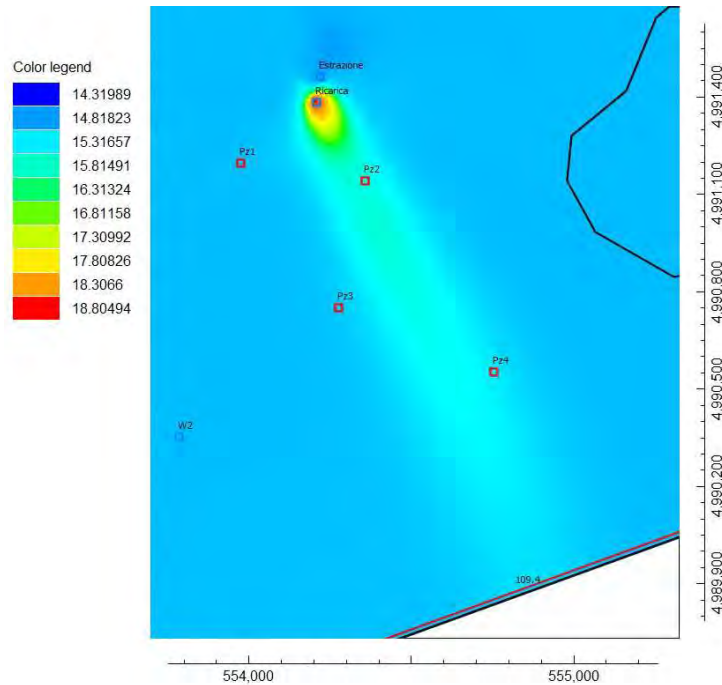 Color legend
14.31989
14.81823
15.31657
15.81491
16.31324
16.81158
17.30992
17.80826
18.3066
18.80494
Estrazione
Ricarica
Pz1
Pz2
Pz3
Pz4
W2
109.4
4.991.400
4.991.100
4.990.800
4.990.500
4.990.200
4.989.900
554,000
555,000